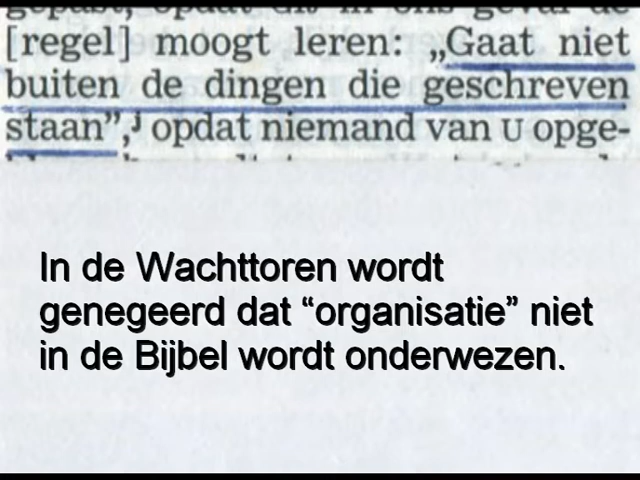 [regel] moogt leren: „Gaat niet
buiten de dingen die geschreven
staan”,ʲ opdat niemand van U opge-
In de Wachttoren wordt
genegeerd dat “organisatie” niet
in de Bijbel wordt onderwezen.